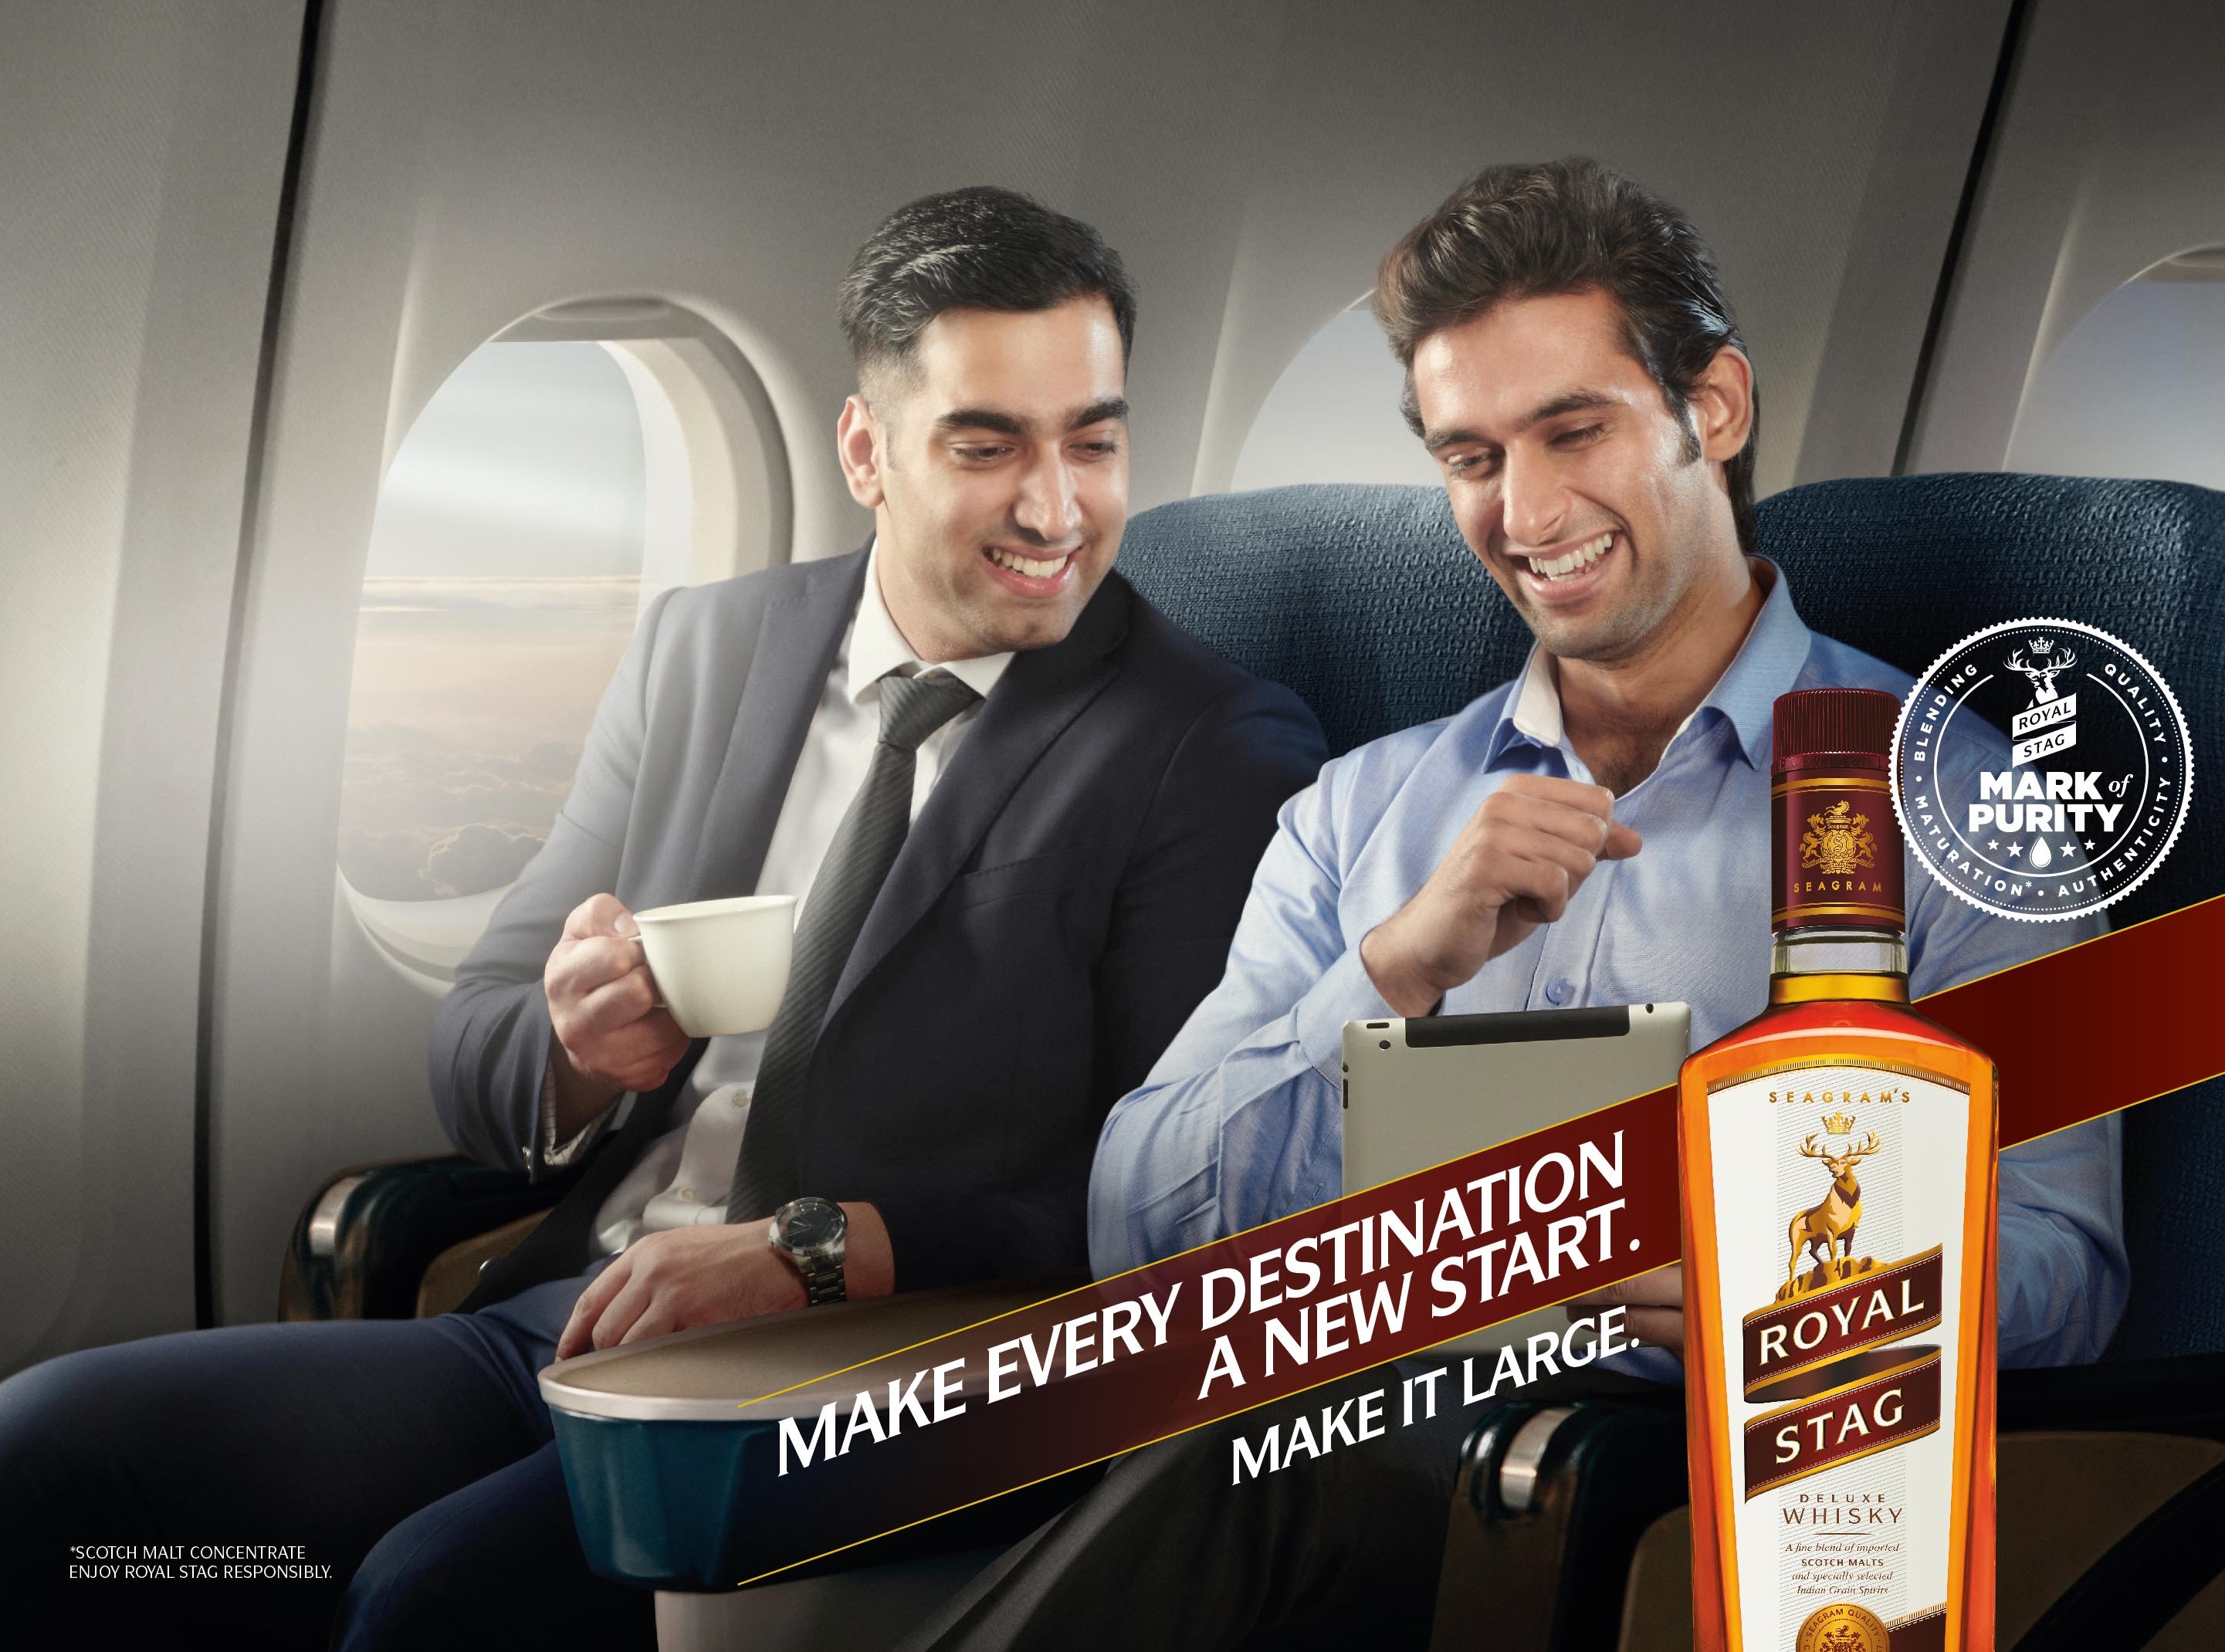 BLENDING • QUALITY • AUTHENTICITY • MATURATION* •
ROYAL
STAG
MARK of
PURITY
SEAGRAM
SEAGRAM'S
ROYAL
STAG
DELUXE
WHISKY
A fine blend of imported
SCOTCH MALTS
and specially selected
Indian Grain Spirits
SEAGRAM QUALITY
MAKE EVERY DESTINATION
A NEW START.
MAKE IT LARGE.
*SCOTCH MALT CONCENTRATE
ENJOY ROYAL STAG RESPONSIBLY.